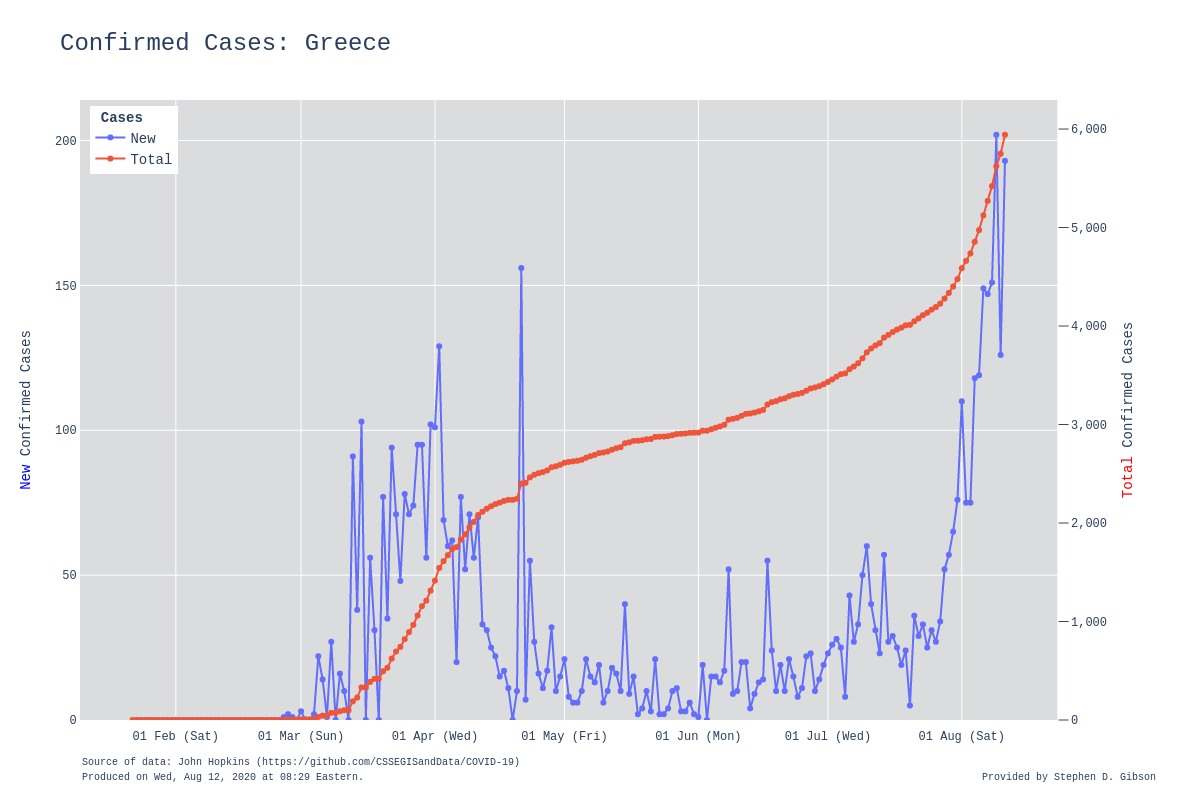 Confirmed Cases: Greece
Cases
New
Total
200
150
100
50
0
6,000
5,000
4,000
3,000
2,000
1,000
0
New Confirmed Cases
Total Confirmed Cases
01 Feb (Sat)
01 Mar (Sun)
01 Apr (Wed)
01 May (Fri)
01 Jun (Mon)
01 Jul (Wed)
01 Aug (Sat)
Source of data: John Hopkins (https://github.com/CSSEGISandData/COVID-19)
Produced on Wed, Aug 12, 2020 at 08:29 Eastern.
Provided by Stephen D. Gibson